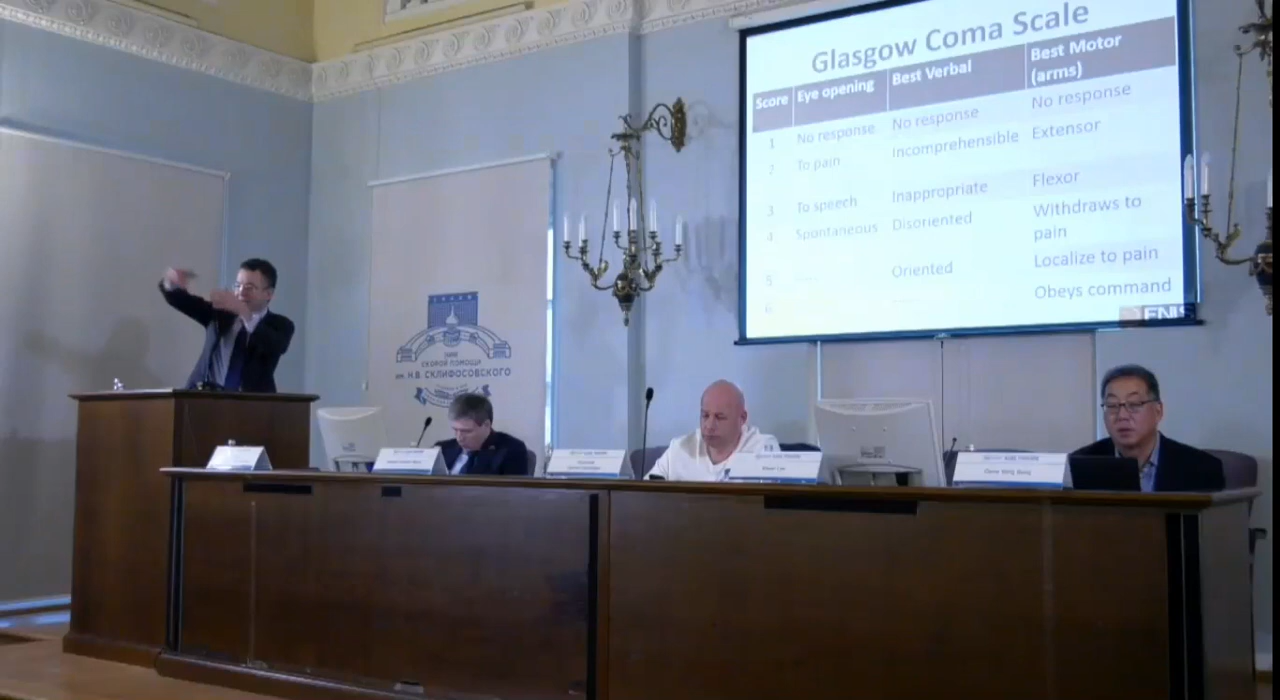 Glasgow Coma Scale
Score Eye opening Best Verbal Best Motor (arms)
1 No response No response No response
2 To pain Incomprehensible Extensor
3 To speech Inappropriate Flexor
4 Spontaneous Disoriented Withdraws to pain
5 Oriented Localize to pain
6 Obeys command
НИИ
СКОРОЙ ПОМОЩИ
им. Н.В. СКЛИФОСОВСКОГО